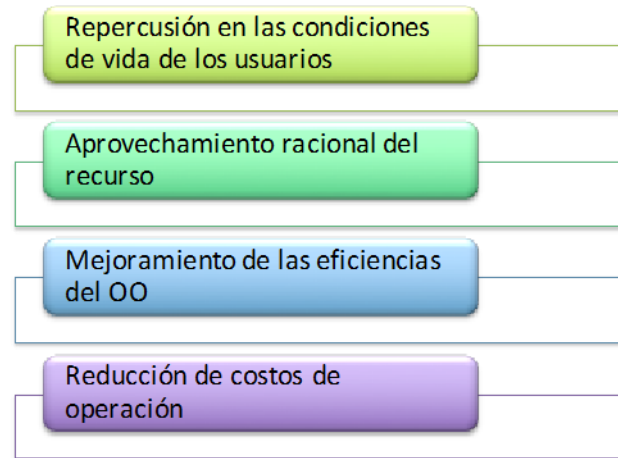 Repercusión en las condiciones
de vida de los usuarios
Aprovechamiento racional del
recurso
Mejoramiento de las eficiencias
del OO
Reducción de costos de
operación